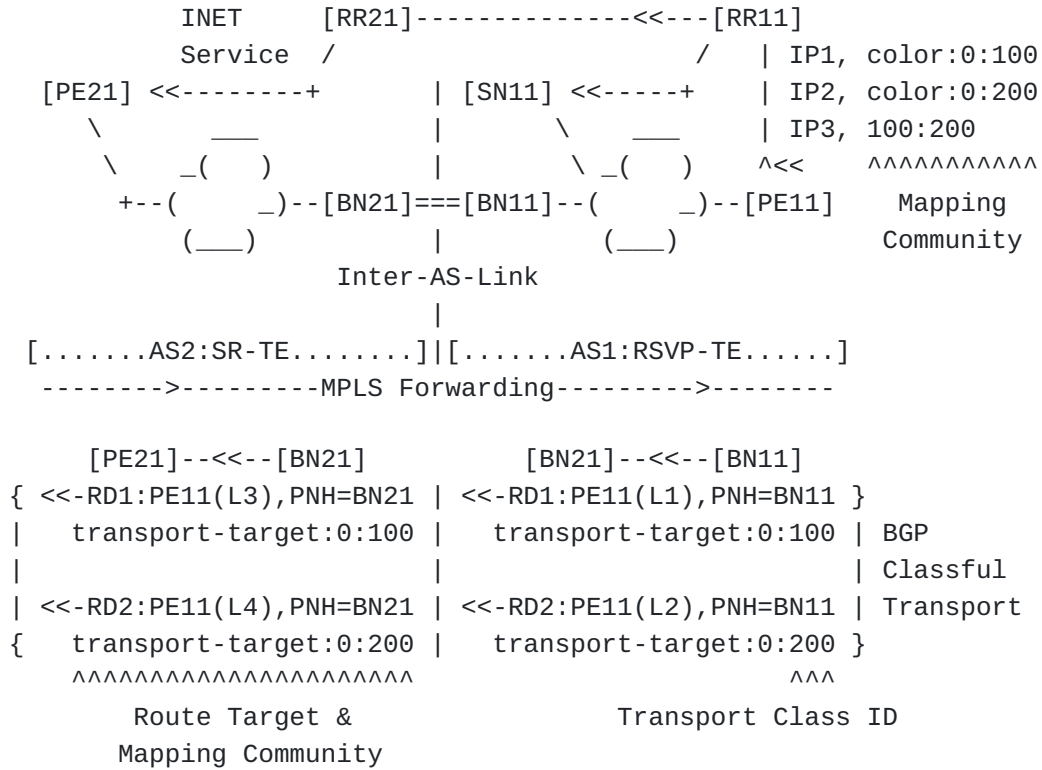 INET     [RR21]--------------<<---[RR11]
           Service  /                       /   | IP1, color:0:100
  [PE21] <<--------+       | [SN11] <<-----+    | IP2, color:0:200
     \       ___           |       \    ___     | IP3, 100:200
      \    _(   )          |        \ _(   )    ^<<    ^^^^^^^^^^^
       +--(     _)--[BN21]===[BN11]--(     _)--[PE11]    Mapping
           (___)           |          (___)             Community
                     Inter-AS-Link
                           |
 [.......AS2:SR-TE........]|[.......AS1:RSVP-TE......]
  -------->---------MPLS Forwarding--------->--------
     [PE21]--<<--[BN21]          [BN21]--<<--[BN11]
{ <<-RD1:PE11(L3),PNH=BN21 | <<-RD1:PE11(L1),PNH=BN11 }
|   transport-target:0:100 |   transport-target:0:100 | BGP
|                          |                          | Classful
| <<-RD2:PE11(L4),PNH=BN21 | <<-RD2:PE11(L2),PNH=BN11 | Transport
{   transport-target:0:200 |   transport-target:0:200 }
    ^^^^^^^^^^^^^^^^^^^^^^                        ^^^
        Route Target &                 Transport Class ID
       Mapping Community